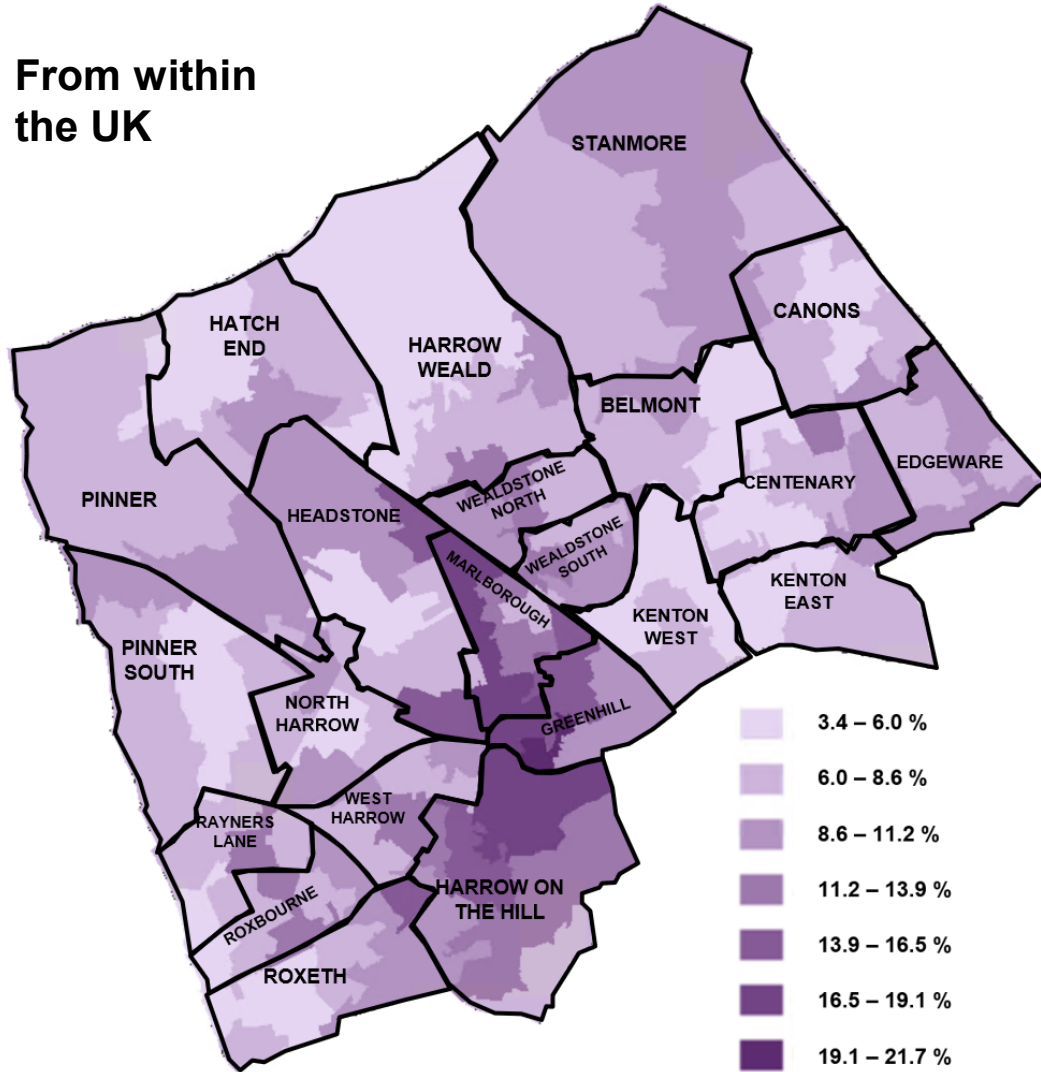 From within
the UK
STANMORE
CANONS
HATCH
END
HARROW
WEALD
BELMONT
EDGEWARE
CENTENARY
PINNER
HEADSTONE
WEALDSTONE
NORTH
WEALDSTONE
SOUTH
MARLBOROUGH
KENTON
EAST
KENTON
WEST
PINNER
SOUTH
NORTH
HARROW
GREENHILL
WEST
HARROW
RAYNERS
LANE
HARROW ON
THE HILL
ROXBOURNE
ROXETH
3.4 – 6.0 %
6.0 – 8.6 %
8.6 – 11.2 %
11.2 – 13.9 %
13.9 – 16.5 %
16.5 – 19.1 %
19.1 – 21.7 %